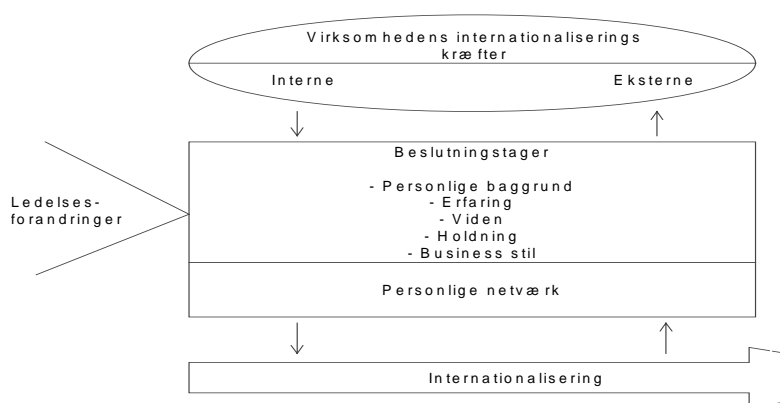 Virksomhedens internationaliserings
kræfter
Interne
Eksterne
Beslutningstager
- Personlige baggrund
- Erfaring
- Viden
- Holdning
- Business stil
Ledelses-
forandringer
Personlige netværk
Internationalisering